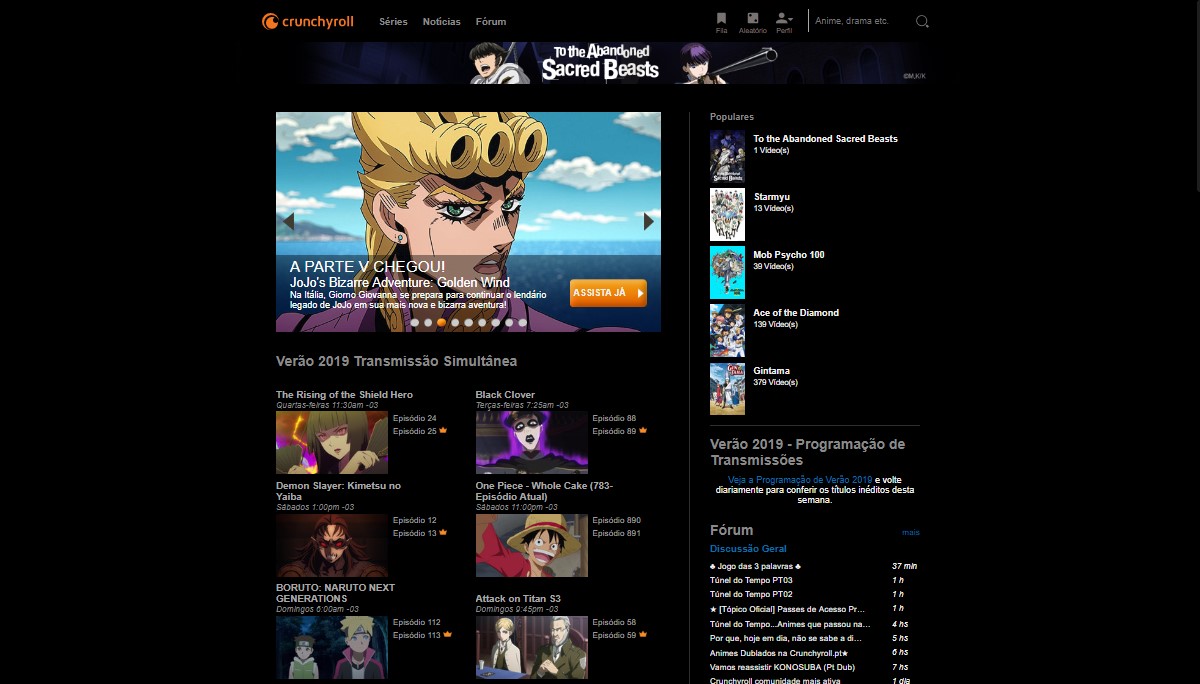 crunchyroll
Séries Notícias Fórum
Fila Aleatório Perfil
Anime, drama etc.
To the Abandoned
Sacred Beasts
©M,K/K
A PARTE V CHEGOU!
JoJo's Bizarre Adventure: Golden Wind
Na Itália, Giorno Giovanna se prepara para continuar o lendário
legado de JoJo em sua mais nova e bizarra aventura!
ASSISTA JÁ
Verão 2019 Transmissão Simultânea
The Rising of the Shield Hero
Quartas-feiras 11:30am -03
Episódio 24
Episódio 25
Black Clover
Terças-feiras 7:25am -03
Episódio 88
Episódio 89
Demon Slayer: Kimetsu no
Yaiba
Sábados 1:00pm -03
Episódio 12
Episódio 13
One Piece - Whole Cake (783-
Episódio Atual)
Sábados 11:00pm -03
Episódio 890
Episódio 891
BORUTO: NARUTO NEXT
GENERATIONS
Domingos 6:00am -03
Episódio 112
Episódio 113
Attack on Titan S3
Domingos 9:45pm -03
Episódio 58
Episódio 59
Populares
To the Abandoned Sacred Beasts
1 Vídeo(s)
Starmyu
13 Vídeo(s)
Mob Psycho 100
39 Vídeo(s)
Ace of the Diamond
139 Vídeo(s)
Gintama
379 Vídeo(s)
Verão 2019 - Programação de
Transmissões
Veja a Programação de Verão 2019 e volte
diariamente para conferir os títulos inéditos desta
semana.
Fórum mais
Discussão Geral
♣ Jogo das 3 palavras ♣ 37 min
Túnel do Tempo PT03 1 h
Túnel do Tempo PT02 1 h
★ [Tópico Oficial] Passes de Acesso Pr... 1 h
Túnel do Tempo...Animes que passou na... 4 hs
Por que, hoje em dia, não se sabe a di... 5 hs
Animes Dublados na Crunchyroll.pt★ 6 hs
Vamos reassistir KONOSUBA (Pt Dub) 7 hs
Crunchyroll comunidade mais ativa 1 dia